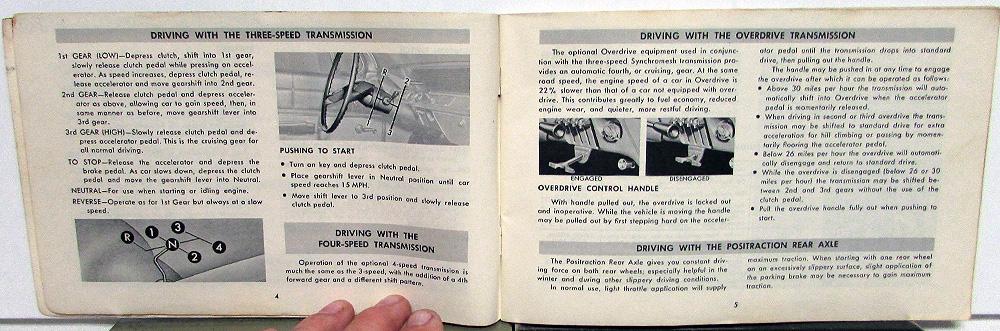 DRIVING WITH THE THREE-SPEED TRANSMISSION
1st GEAR (LOW)—Depress clutch, shift into 1st gear,
slowly release clutch pedal while pressing on accel-
erator. As speed increases, depress clutch pedal, re-
lease accelerator and move gearshift into 2nd gear.
2nd GEAR—Release clutch pedal and depress acceler-
ator as above, allowing car to gain speed, then, in
same manner as before, move gearshift lever into
3rd gear.
3rd GEAR (HIGH)—Slowly release clutch pedal and de-
press accelerator pedal. This is the cruising gear for
all normal driving.
TO STOP—Release the accelerator and depress the
brake pedal. As car slows down, depress the clutch
pedal and move the gearshift lever into Neutral.
NEUTRAL—For use when starting or idling engine.
REVERSE—Operate as for 1st Gear but always at a slow
speed.
R 1 3 N 2 4
R 2
N
1 3
PUSHING TO START
• Turn on key and depress clutch pedal.
• Place gearshift lever in Neutral position until car
speed reaches 15 MPH.
• Move shift lever to 3rd position and slowly release
clutch pedal.
DRIVING WITH THE
FOUR-SPEED TRANSMISSION
Operation of the optional 4-speed transmission is
much the same as the 3-speed, with the addition of a 4th
forward gear and a different shift pattern.
4
DRIVING WITH THE OVERDRIVE TRANSMISSION
The optional Overdrive equipment used in conjunc-
tion with the three-speed Synchromesh transmission pro-
vides an automatic fourth, or cruising, gear. At the same
road speed, the engine speed of a car in Overdrive is
22% slower than that of a car not equipped with over-
drive. This contributes greatly to fuel economy, reduced
engine wear, and quieter, more restful driving.
ENGAGED DISENGAGED
OVERDRIVE CONTROL HANDLE
With handle pulled out, the overdrive is locked out
and inoperative. While the vehicle is moving the handle
may be pulled out by first stepping hard on the acceler-
ator pedal until the transmission drops into standard
drive, then pulling out the handle.
The handle may be pushed in at any time to engage
the overdrive after which it can be operated as follows:
• Above 30 miles per hour the transmission will auto-
matically shift into Overdrive when the accelerator
pedal is momentarily released.
• When driving in second or third overdrive the trans-
mission may be shifted to standard drive for extra
acceleration for hill climbing or passing by momen-
tarily flooring the accelerator pedal.
• Below 26 miles per hour the overdrive will automati-
cally disengage and return to standard drive.
• While the overdrive is disengaged (below 26 or 30
miles per hour) the transmission may be shifted be-
tween 2nd and 3rd gears without the use of the
clutch pedal.
• Pull the overdrive handle fully out when pushing to
start.
DRIVING WITH THE POSITRACTION REAR AXLE
The Positraction Rear Axle gives you constant driv-
ing force on both rear wheels; especially helpful in the
winter and during other slippery driving conditions.
In normal use, light throttle application will supply
maximum traction. When starting with one rear wheel
on an excessively slippery surface, slight application of
the parking brake may be necessary to gain maximum
traction.
5